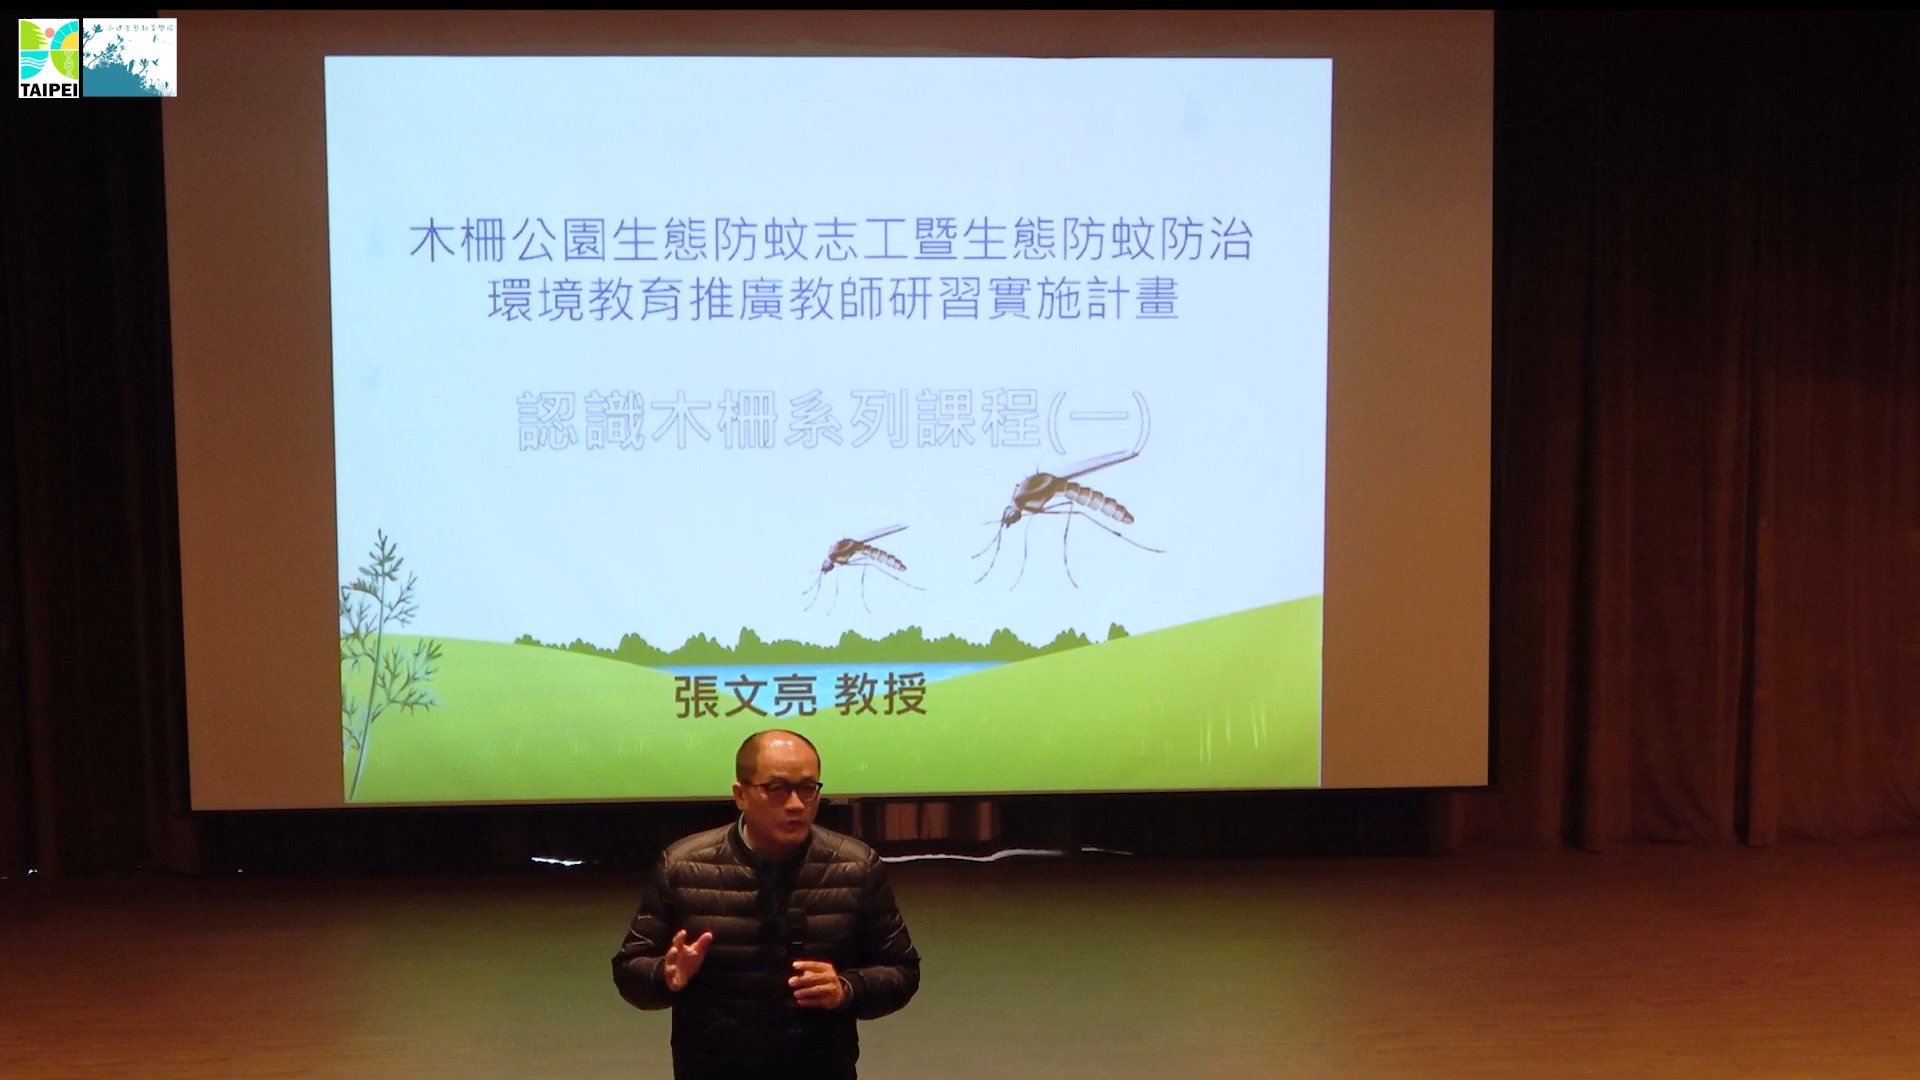 TAIPEI
木柵公園生態防蚊志工暨生態防蚊防治
環境教育推廣教師研習實施計畫
認識木柵系列課程(一)
張文亮 教授